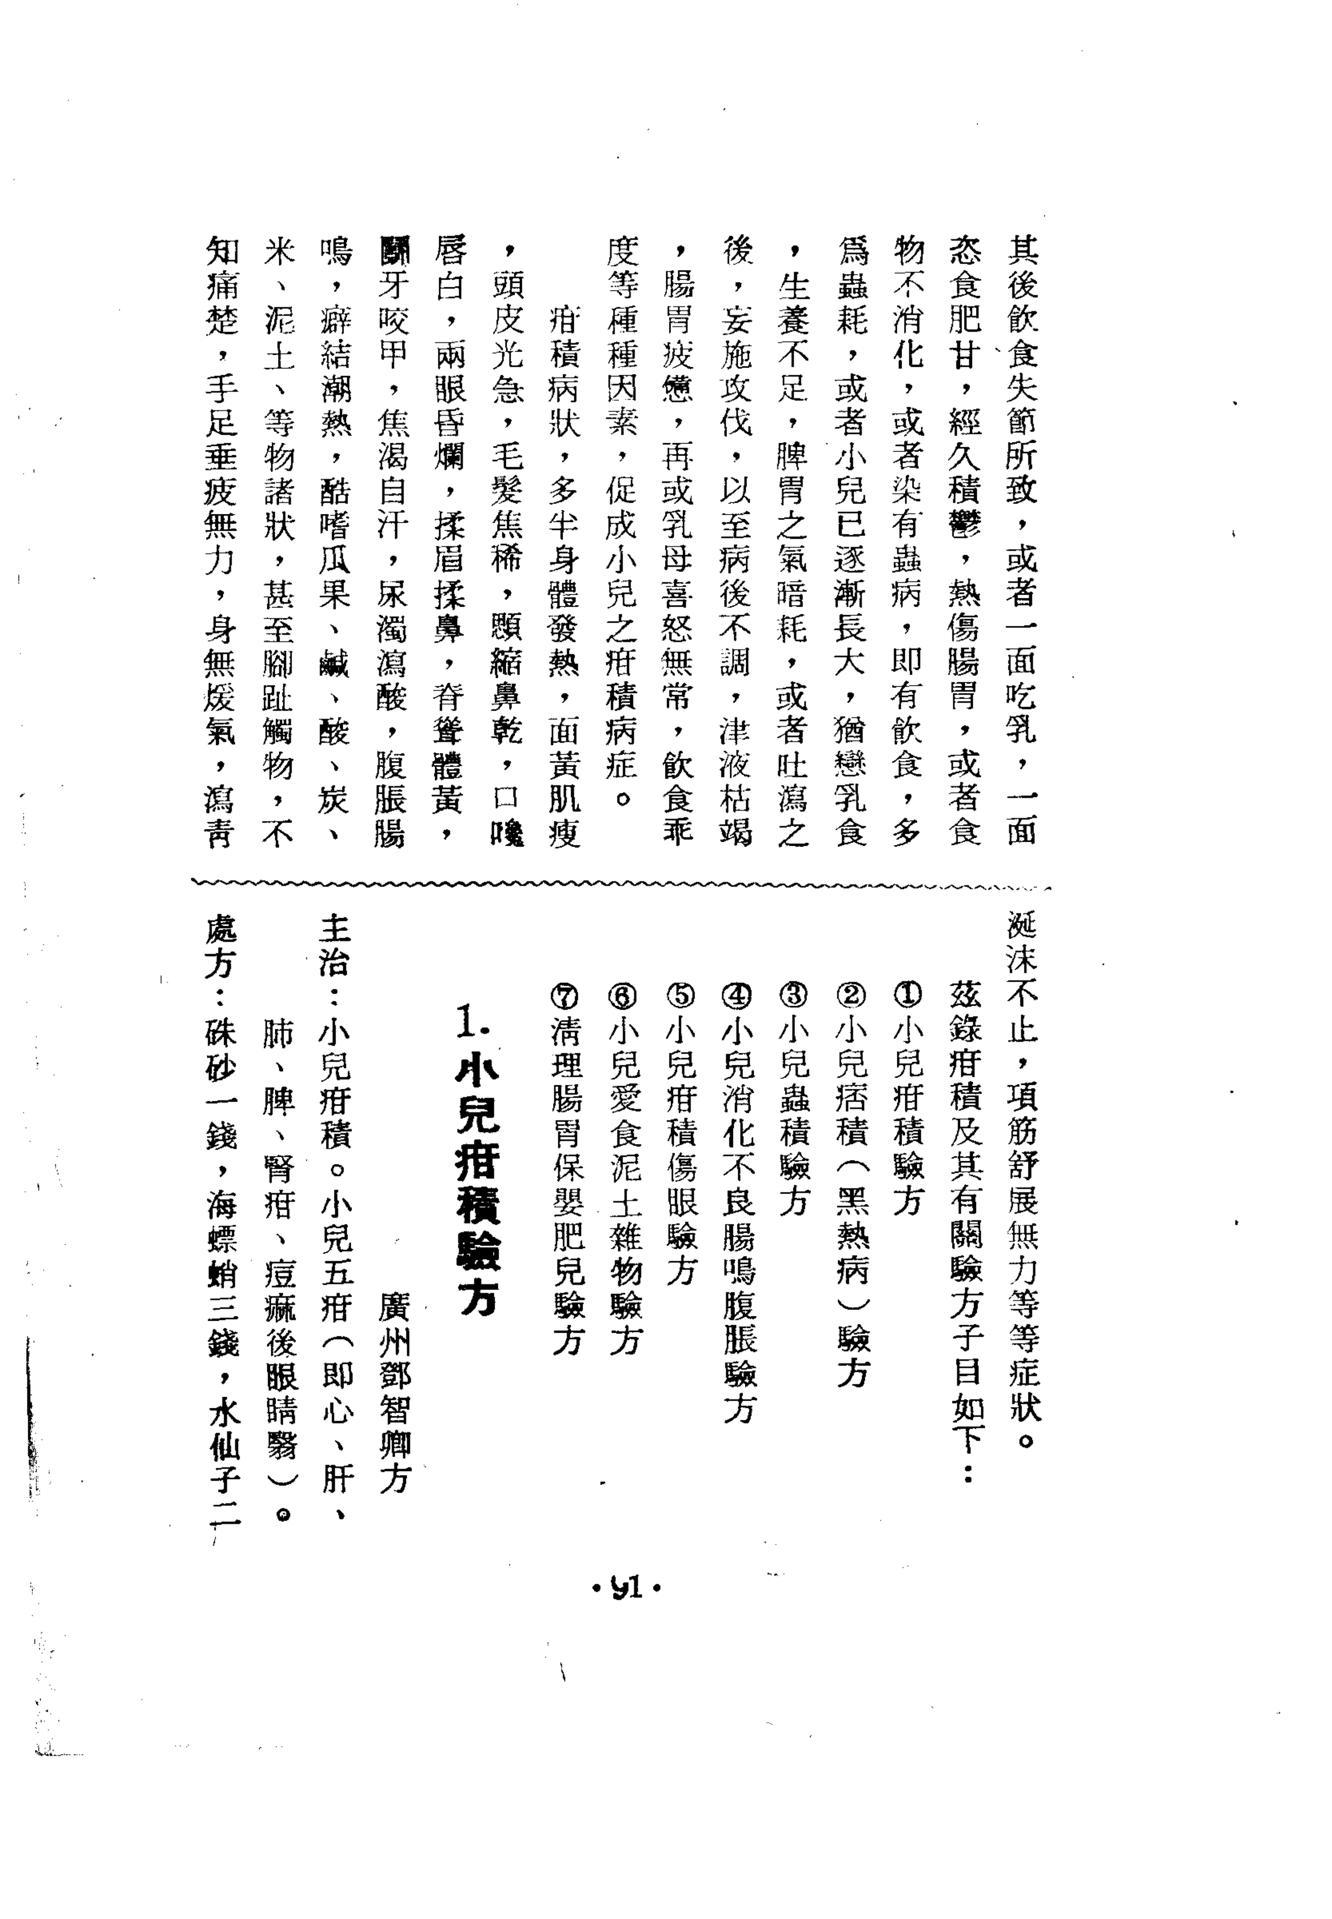 其後飲食失節所致，或者一面吃乳，一面
恣食肥甘，經久積鬱，熱傷腸胃，或者食
物不消化，或者染有蟲病，即有飲食，多
爲蟲耗，或者小兒已逐漸長大，猶戀乳食
，生養不足，脾胃之氣暗耗，或者吐瀉之
後，妄施攻伐，以至病後不調，津液枯竭
，腸胃疲憊，再或乳母喜怒無常，飲食乖
度等種種因素，促成小兒之疳積病症。
疳積病狀，多半身體發熱，面黃肌瘦
，頭皮光急，毛髮焦稀，顋縮鼻乾，口噤
唇白，兩眼昏爛，揉眉揉鼻，脊聳體黃，
鬭牙咬甲，焦渴自汗，尿濁瀉酸，腹脹腸
鳴，癖結潮熱，酷嗜瓜果、鹹、酸、炭、
米、泥土、等物諸狀，甚至腳趾觸物，不
知痛楚，手足垂疲無力，身無煖氣，瀉靑
涎沫不止，項筋舒展無力等等症狀。
茲錄疳積及其有關驗方子目如下：
①小兒疳積驗方
②小兒痞積（黑熱病）驗方
③小兒蟲積驗方
④小兒消化不良腸鳴腹脹驗方
⑤小兒疳積傷眼驗方
⑥小兒愛食泥土雜物驗方
⑦淸理腸胃保嬰肥兒驗方
1.小兒疳積驗方
廣州鄧智卿方
主治：小兒疳積。小兒五疳（即心、肝、
肺、脾、腎疳、痘痲後眼睛翳）。
處方：硃砂一錢，海螵蛸三錢，水仙子二
·91·